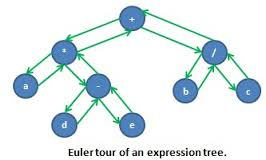 +
* /
a - b c
d e
Euler tour of an expression tree.